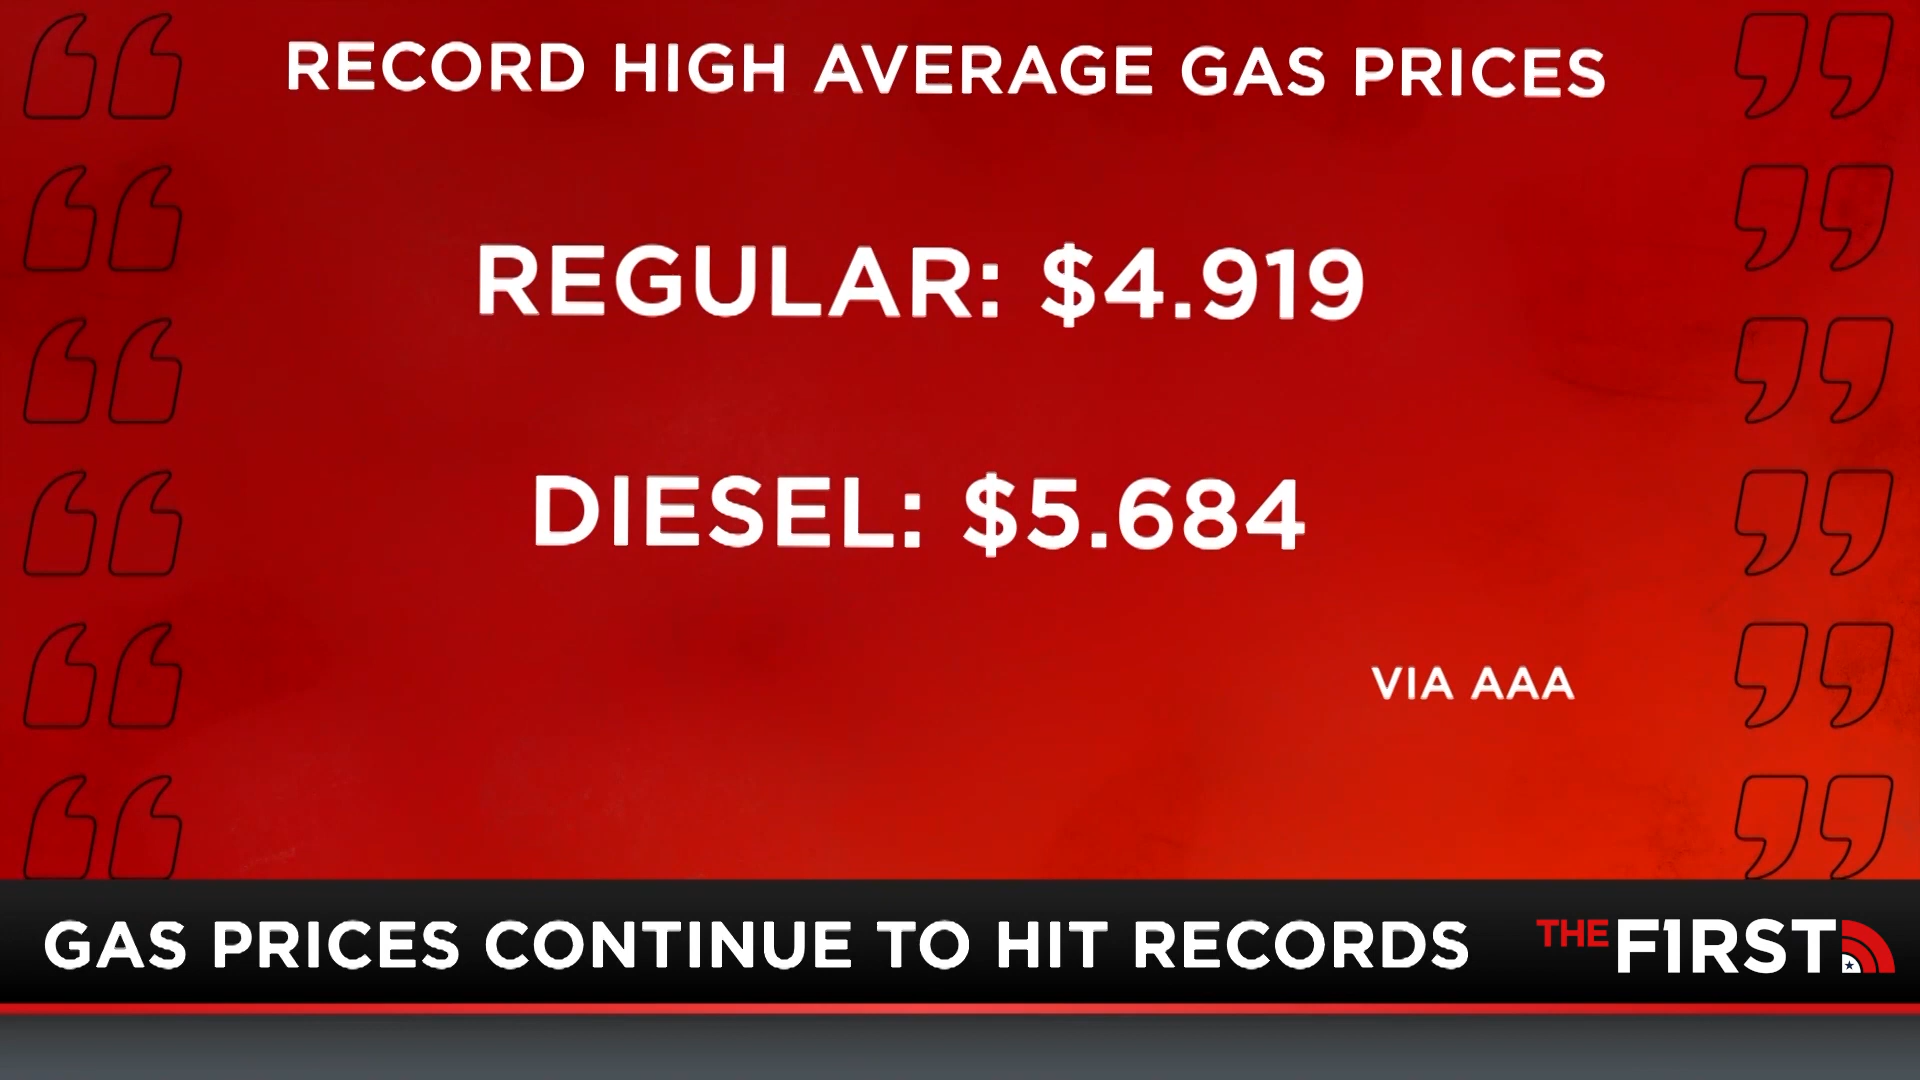 RECORD HIGH AVERAGE GAS PRICES
REGULAR: $4.919
DIESEL: $5.684
VIA AAA
GAS PRICES CONTINUE TO HIT RECORDS
THE F1RST